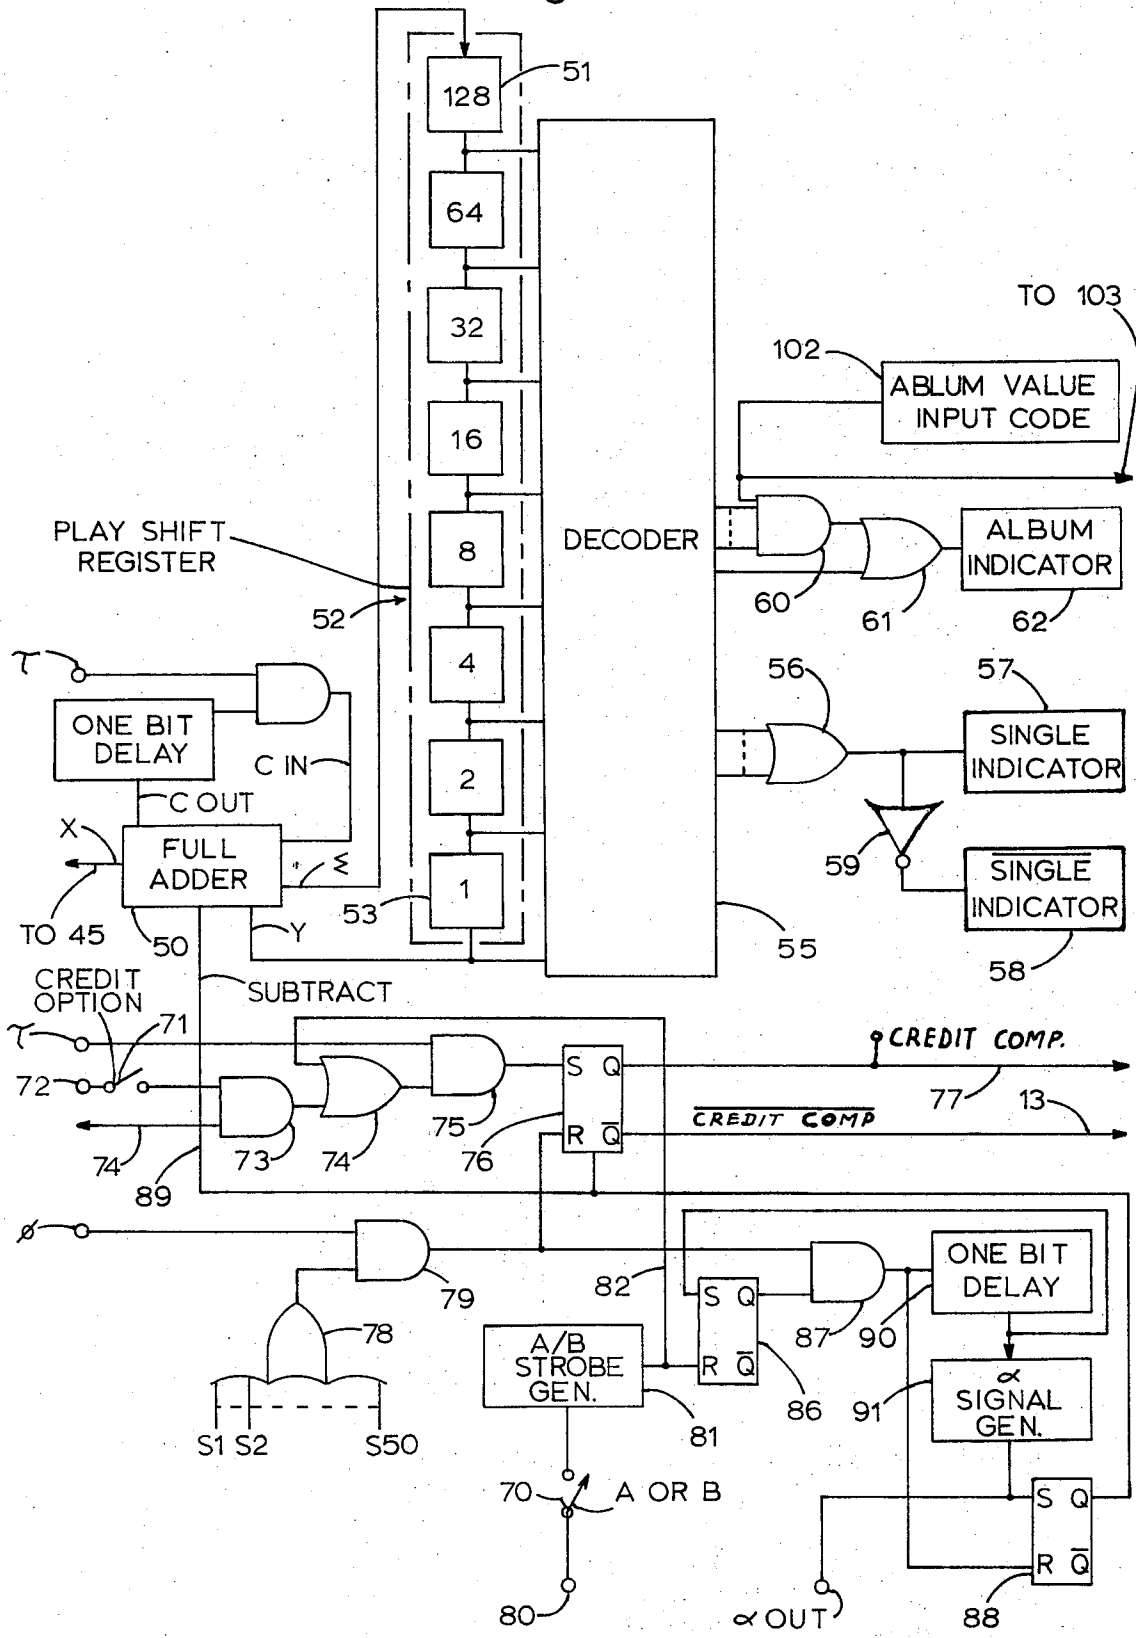 51
128
64
TO 103
32
102
ABLUM VALUE
INPUT CODE
16
PLAY SHIFT
REGISTER
8
DECODER
ALBUM
INDICATOR
52
60
61
62
τ
4
56
57
ONE BIT
DELAY
C IN
2
SINGLE
INDICATOR
C OUT
X
FULL
ADDER
Σ
59
1
SINGLE
INDICATOR
53
TO 45
50
Y
55
58
CREDIT
OPTION
SUBTRACT
71
τ
CREDIT COMP.
72
S Q
77
75
13
CREDIT COMP
R Q
74
73
74
76
89
ϕ
ONE BIT
DELAY
79
82
S Q
78
87
90
A/B
STROBE
GEN.
R Q
α
SIGNAL
GEN.
86
91
81
S1 S2
S50
70
A OR B
S Q
R Q
80
α OUT
88